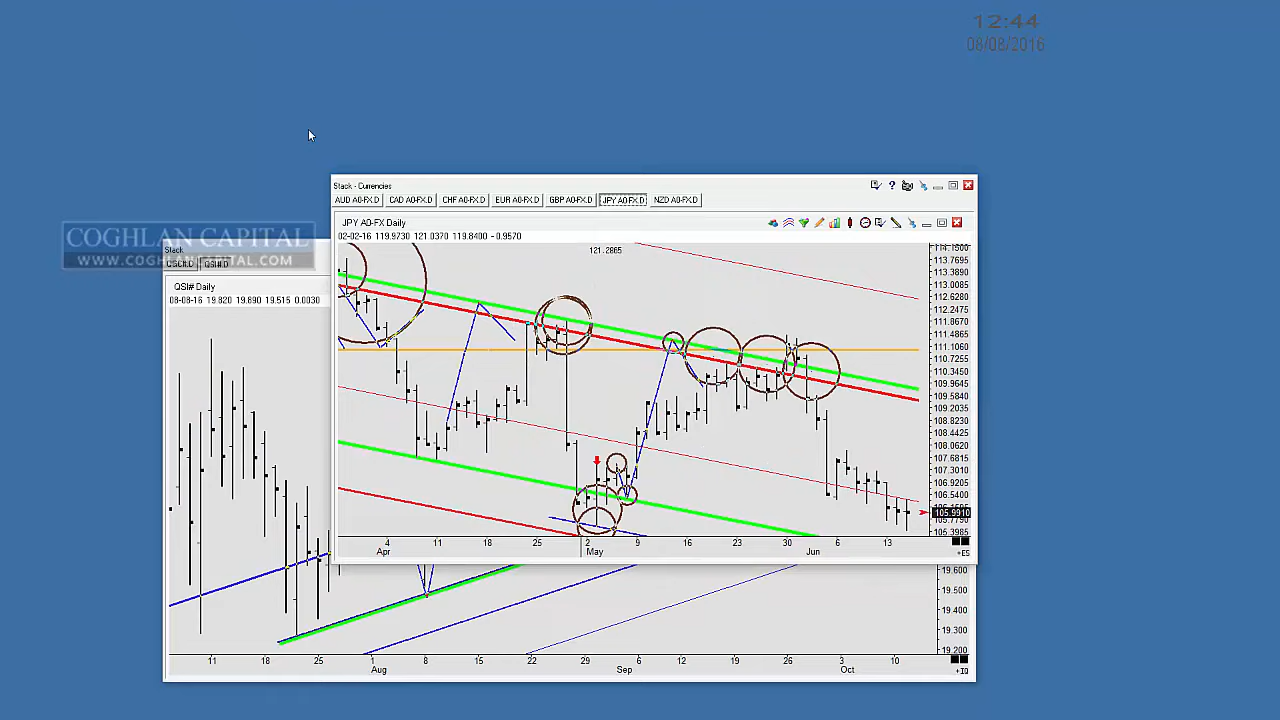 12:44
08/08/2016
Stack - Currencies
AUD A0-FX.D CAD A0-FX.D CHF A0-FX.D EUR A0-FX.D GBP A0-FX.D JPY A0-FX.D NZD A0-FX.D
JPY A0-FX Daily
02-02-16 119.9730 121.0370 119.8400 - 0.9570
121.2865
114.1500
113.7695
113.3890
113.0085
112.6280
112.2475
111.8670
111.4865
111.1060
110.7255
110.3450
109.9645
109.5840
109.2035
108.8230
108.4425
108.0620
107.6815
107.3010
106.9205
106.5400
105.9910
105.7790
105.3985
4 11 18 25 2 9 16 23 30 6 13
Apr May Jun
+ES
COGHLAN CAPITAL
WWW.COGHLANCAPITAL.COM
Stack
QSI#.D
QSI# Daily
08-08-16 19.820 19.890 19.515 0.0030
19.600
19.500
19.400
19.300
19.200
11 18 25 1 8 15 22 29 6 12 19 26 3 10
Aug Sep Oct
+IQ